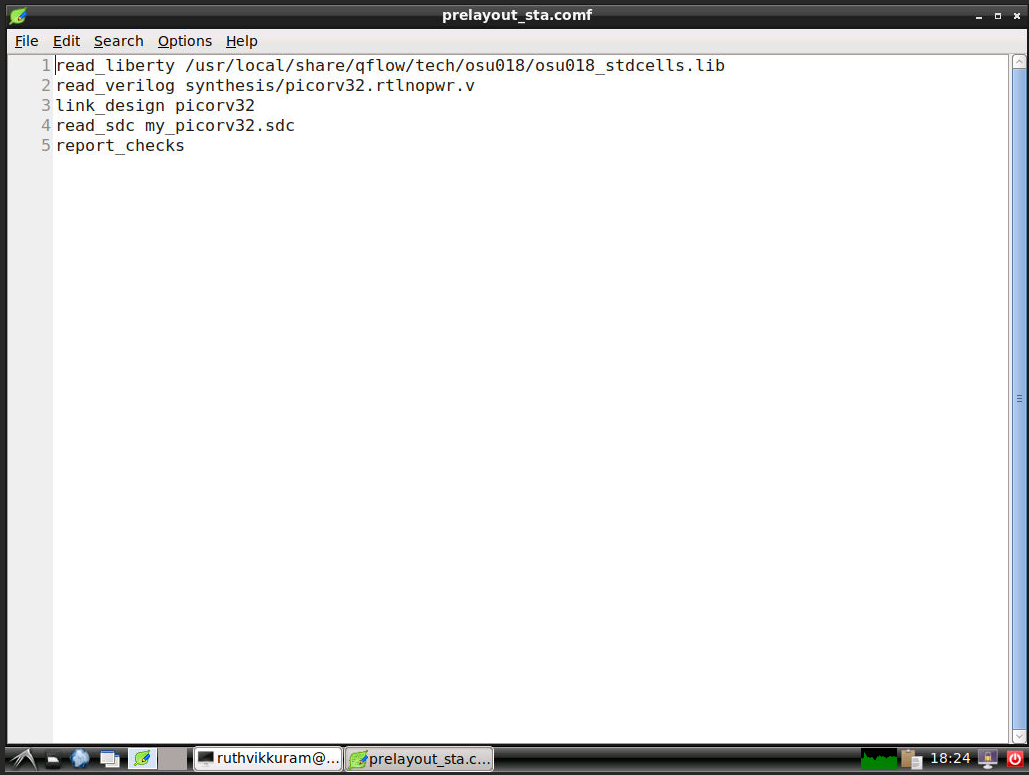 prelayout_sta.comf
File Edit Search Options Help
1 read_liberty /usr/local/share/qflow/tech/osu018/osu018_stdcells.lib
2 read_verilog synthesis/picorv32.rtlnopwr.v
3 link_design picorv32
4 read_sdc my_picorv32.sdc
5 report_checks
ruthvikkuram@... prelayout_sta.c... 18:24